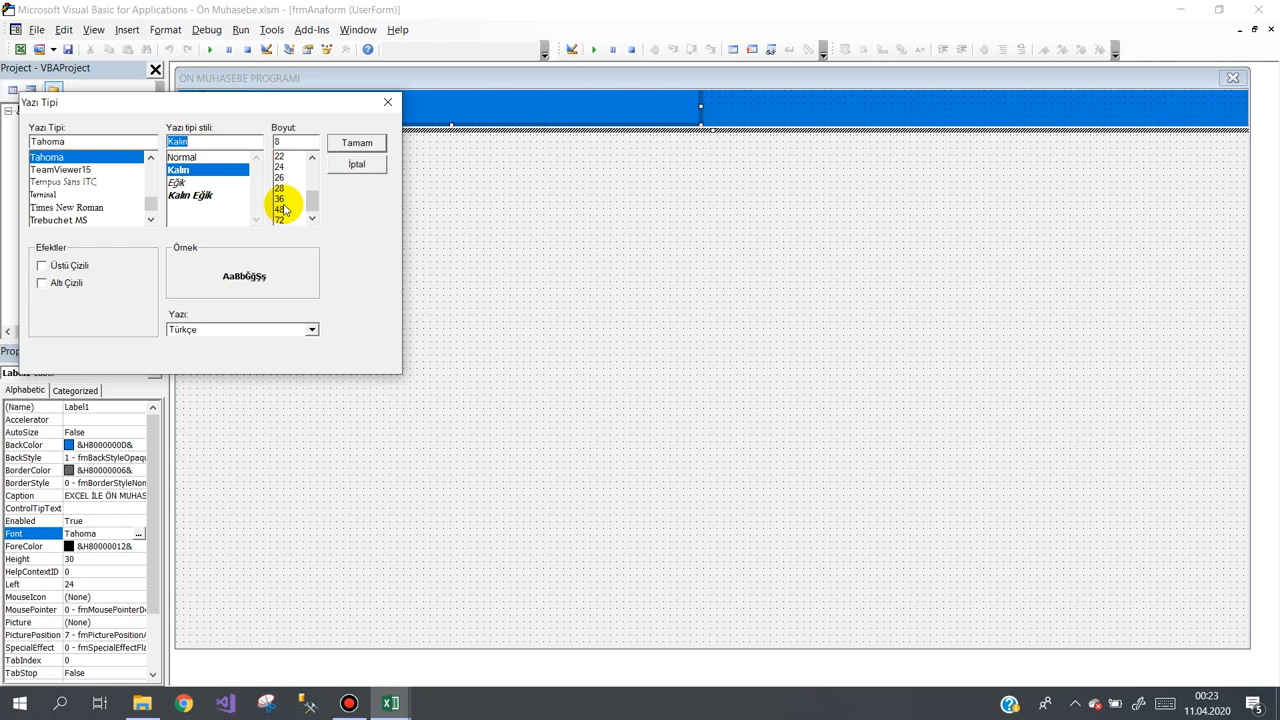 Microsoft Visual Basic for Applications - Ön Muhasebe.xlsm - [frmAnaform (UserForm)]
File Edit View Insert Format Debug Run Tools Add-Ins Window Help
Project - VBAProject
ÖN MUHASEBE PROGRAMI
Yazı Tipi
Yazı Tipi: Yazı tipi stili: Boyut:
Tahoma Kalın 8 Tamam
Tahoma Normal 22
İptal
TeamViewer15 Kalın 24
Tempus Sans ITC Eğik 26
Terminal Kalın Eğik 28
Times New Roman 36
Trebuchet MS 48
72
Efektler Örnek
Üstü Çizili
AaBbĞğŞş
Altı Çizili
Yazı:
Türkçe
Prop
Label1 Label
Alphabetic Categorized
(Name) Label1
Accelerator
AutoSize False
BackColor &H8000000D&
BackStyle 1 - fmBackStyleOpaqu
BorderColor &H80000006&
BorderStyle 0 - fmBorderStyleNon
Caption EXCEL İLE ÖN MUHAS
ControlTipText
Enabled True
Font Tahoma ...
ForeColor &H80000012&
Height 30
HelpContextID 0
Left 24
MouseIcon (None)
MousePointer 0 - fmMousePointerDe
Picture (None)
PicturePosition 7 - fmPicturePositionA
SpecialEffect 0 - fmSpecialEffectFla
TabIndex 0
TabStop False
00:23
11.04.2020
5